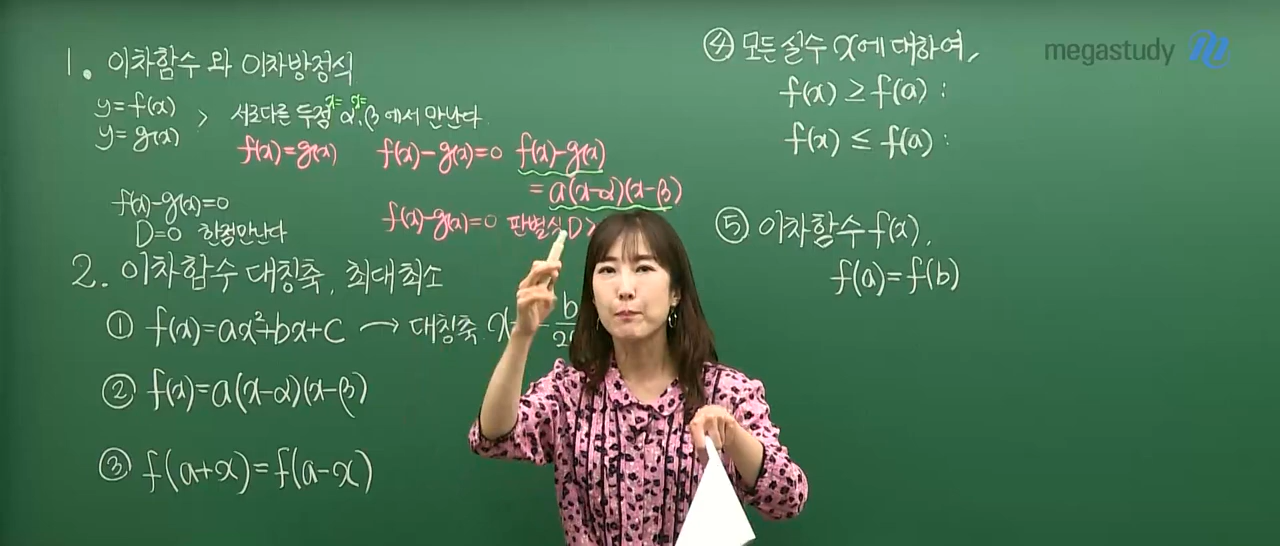 1. 이차함수 와 이차방정식
y=f(x)
y=g(x) > 서로다른 두점 x=α, x=β 에서 만난다.
f(x)=g(x) f(x)-g(x)=0 f(x)-g(x)
=a(x-α)(x-β)
f(x)-g(x)=0 판별식 D>
f(x)-g(x)=0
D=0 한점만난다
2. 이차함수 대칭축, 최대최소
① f(x)=ax²+bx+c → 대칭축 x=-b/2
② f(x)=a(x-α)(x-β)
③ f(a+x)=f(a-x)
④ 모든 실수 x에 대하여,
f(x)≥f(a) :
f(x)≤f(a) :
⑤ 이차함수 f(x),
f(a)=f(b)
megastudy